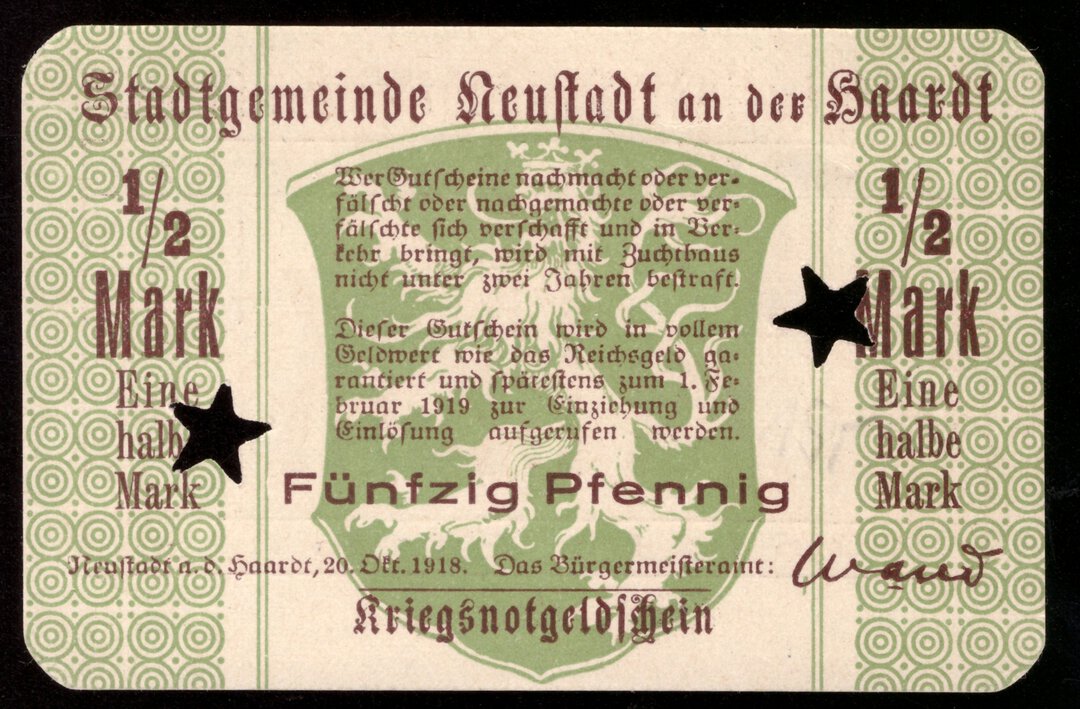 Stadtgemeinde Neustadt an der Haardt
1/2
Mark
Eine
halbe
Mark
Wer Gutscheine nachmacht oder ver-
fälscht oder nachgemachte oder ver-
fälschte sich verschafft und in Ver-
kehr bringt, wird mit Zuchthaus
nicht unter zwei Jahren bestraft.
Dieser Gutschein wird in vollem
Geldwert wie das Reichsgeld ga-
rantiert und spätestens zum 1. Fe-
bruar 1919 zur Einziehung und
Einlösung aufgerufen werden.
Fünfzig Pfennig
1/2
Mark
Eine
halbe
Mark
Neustadt a. d. Haardt, 20. Okt. 1918. Das Bürgermeisteramt:
Kriegsnotgeldschein